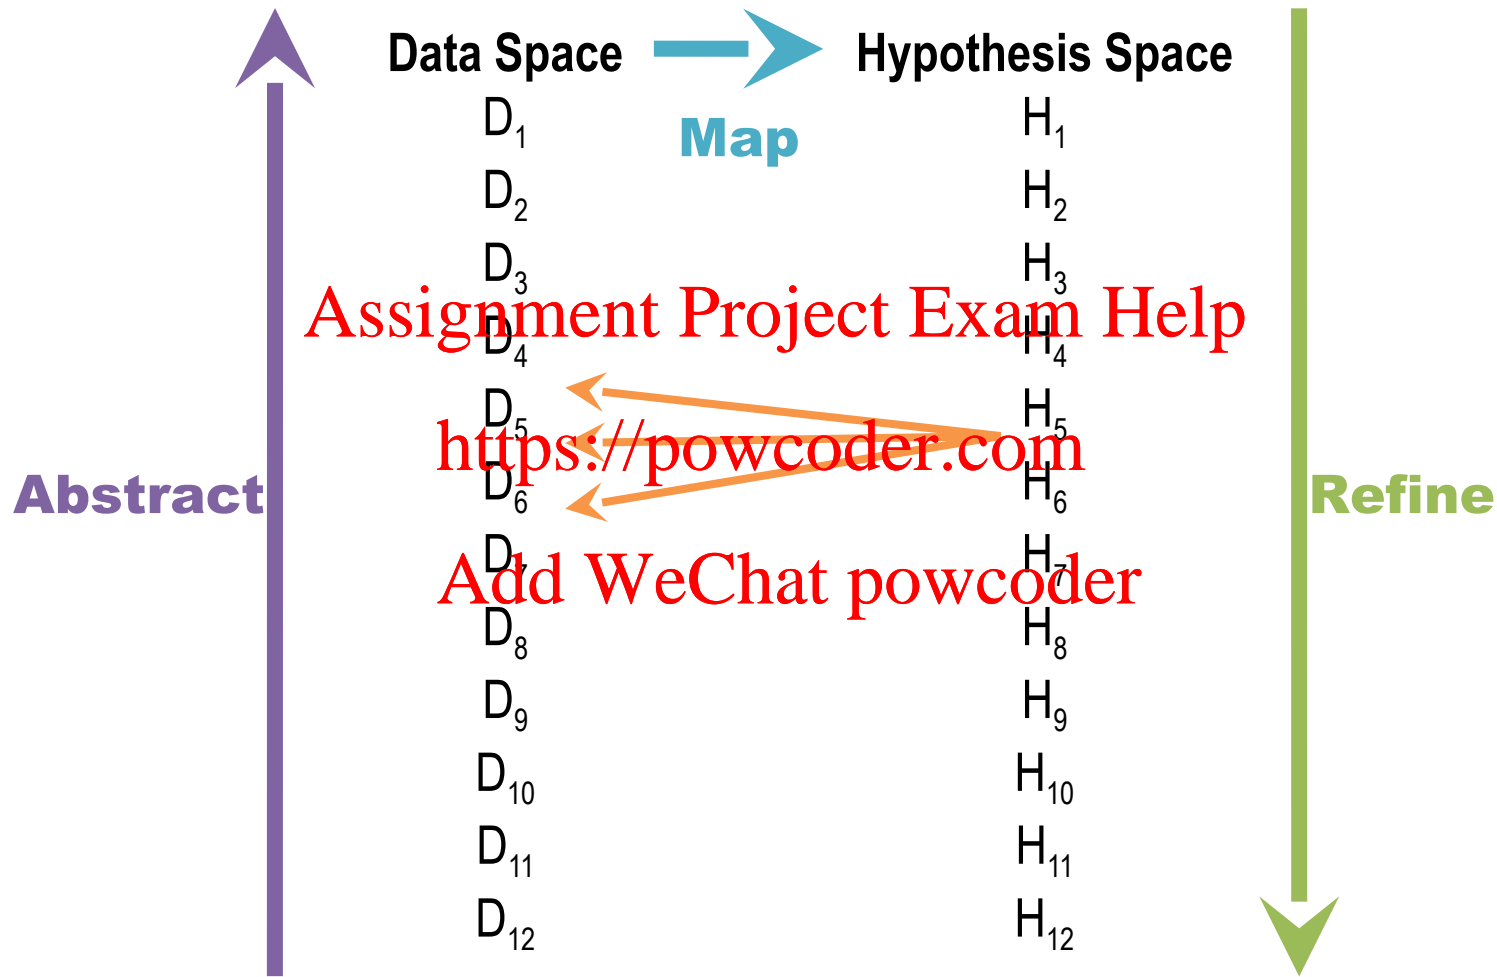 Data Space Hypothesis Space
Map
D1 H1
D2 H2
D3 H3
Assignment Project Exam Help
D4 H4
D5 H5
https://powcoder.com
D6 H6
Abstract Refine
D7 H7
Add WeChat powcoder
D8 H8
D9 H9
D10 H10
D11 H11
D12 H12